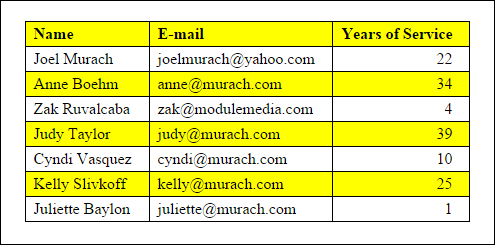 Name E-mail Years of Service
Joel Murach joelmurach@yahoo.com 22
Anne Boehm anne@murach.com 34
Zak Ruvalcaba zak@modulemedia.com 4
Judy Taylor judy@murach.com 39
Cyndi Vasquez cyndi@murach.com 10
Kelly Slivkoff kelly@murach.com 25
Juliette Baylon juliette@murach.com 1